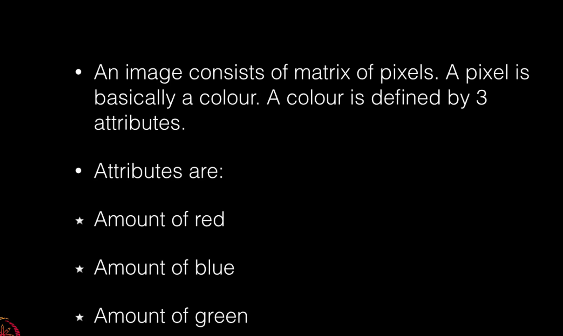 • An image consists of matrix of pixels. A pixel is
basically a colour. A colour is defined by 3
attributes.
• Attributes are:
★ Amount of red
★ Amount of blue
★ Amount of green